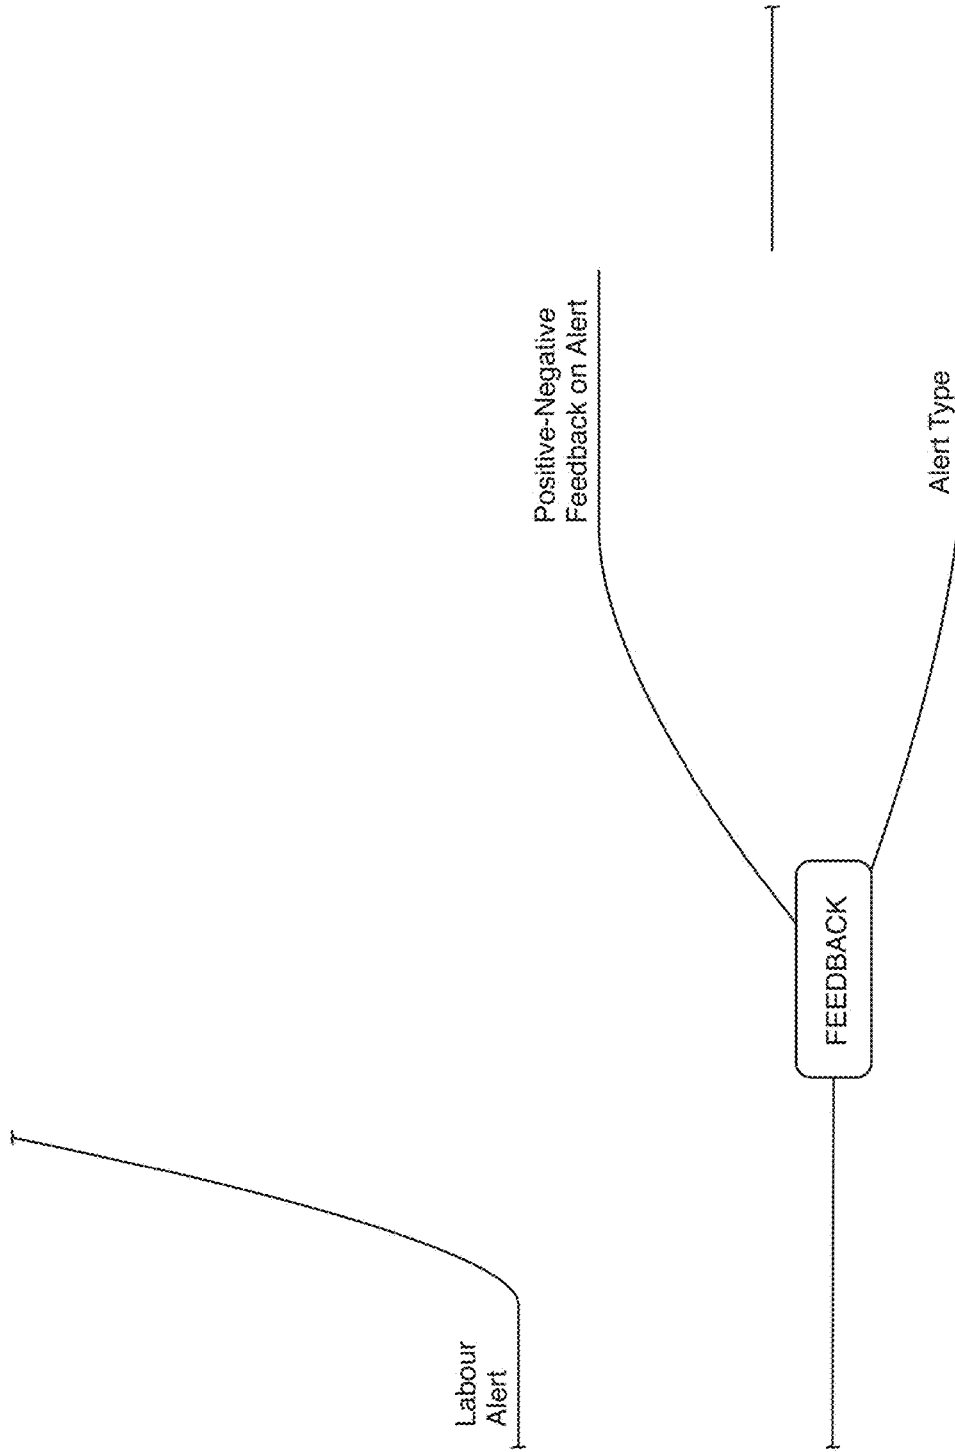 Positive-Negative
Feedback on Alert
Labour
Alert
FEEDBACK
Alert Type